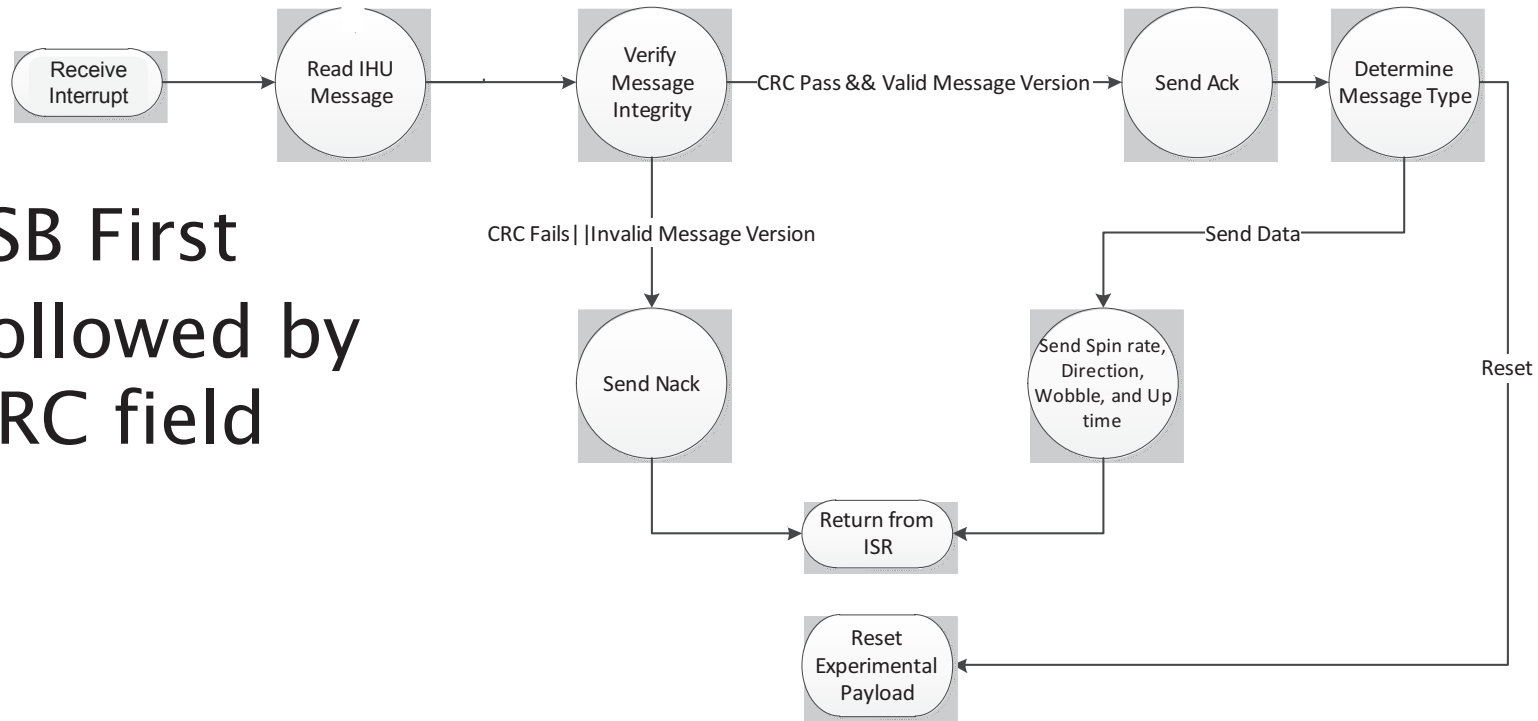 Receive
Interrupt
Read IHU
Message
Verify
Message
Integrity
CRC Pass && Valid Message Version
Send Ack
Determine
Message Type
SB First
ollowed by
RC field
CRC Fails||Invalid Message Version
Send Data
Send Nack
Send Spin rate,
Direction,
Wobble, and Up
time
Reset
Return from
ISR
Reset
Experimental
Payload